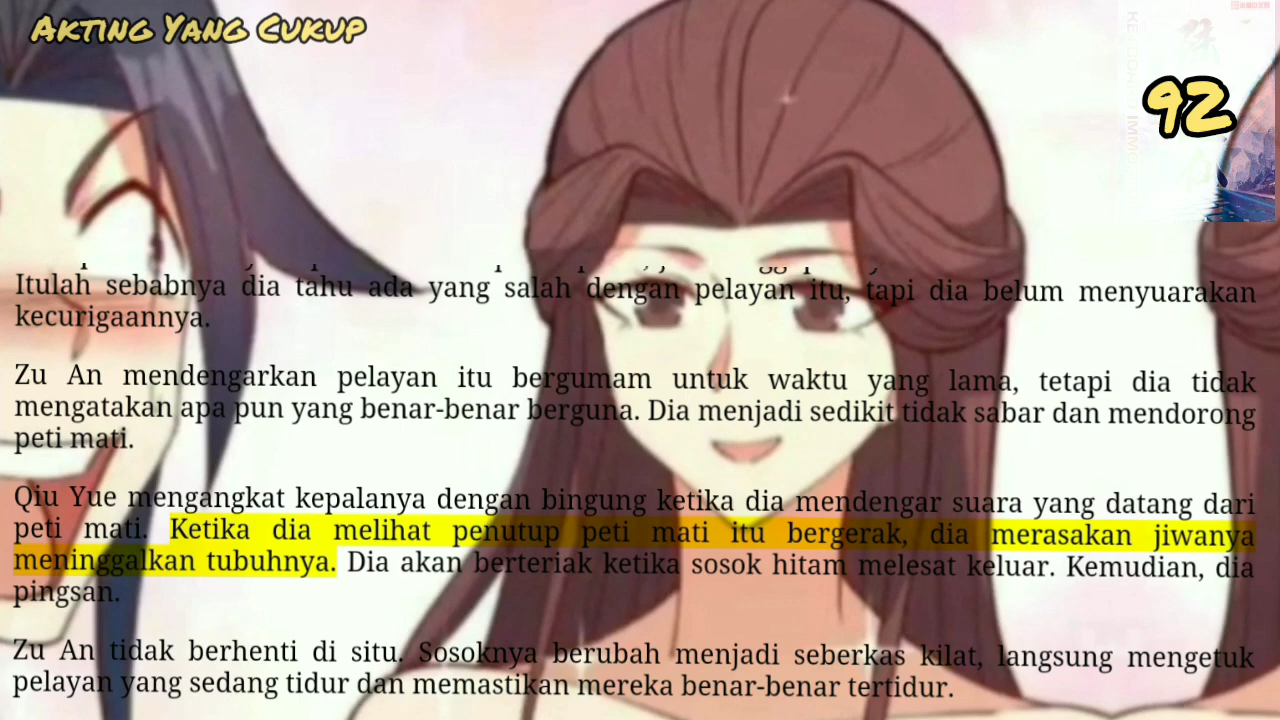 Akting Yang Cukup
92
Itulah sebabnya dia tahu ada yang salah dengan pelayan itu, tapi dia belum menyuarakan
kecurigaannya.
Zu An mendengarkan pelayan itu bergumam untuk waktu yang lama, tetapi dia tidak
mengatakan apa pun yang benar-benar berguna. Dia menjadi sedikit tidak sabar dan mendorong
peti mati.
Qiu Yue mengangkat kepalanya dengan bingung ketika dia mendengar suara yang datang dari
peti mati. Ketika dia melihat penutup peti mati itu bergerak, dia merasakan jiwanya
meninggalkan tubuhnya. Dia akan berteriak ketika sosok hitam melesat keluar. Kemudian, dia
pingsan.
Zu An tidak berhenti di situ. Sosoknya berubah menjadi seberkas kilat, langsung mengetuk
pelayan yang sedang tidur dan memastikan mereka benar-benar tertidur.